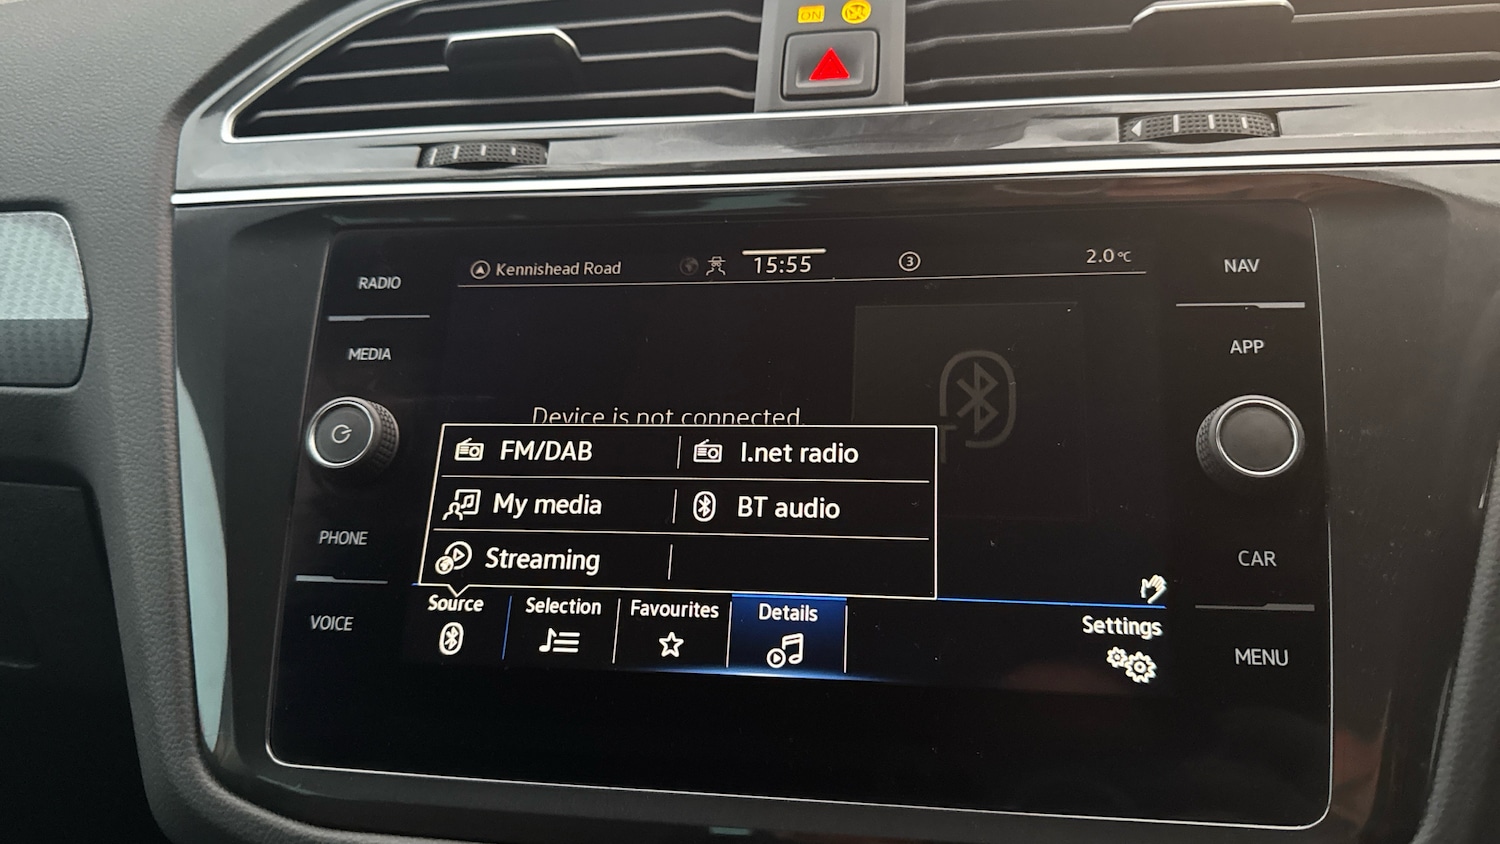 ON
Kennishead Road 15:55 3 2.0°C
RADIO
MEDIA
PHONE
VOICE
Device is not connected.
FM/DAB I.net radio
My media BT audio
Streaming
Source Selection Favourites Details Settings
NAV
APP
CAR
MENU